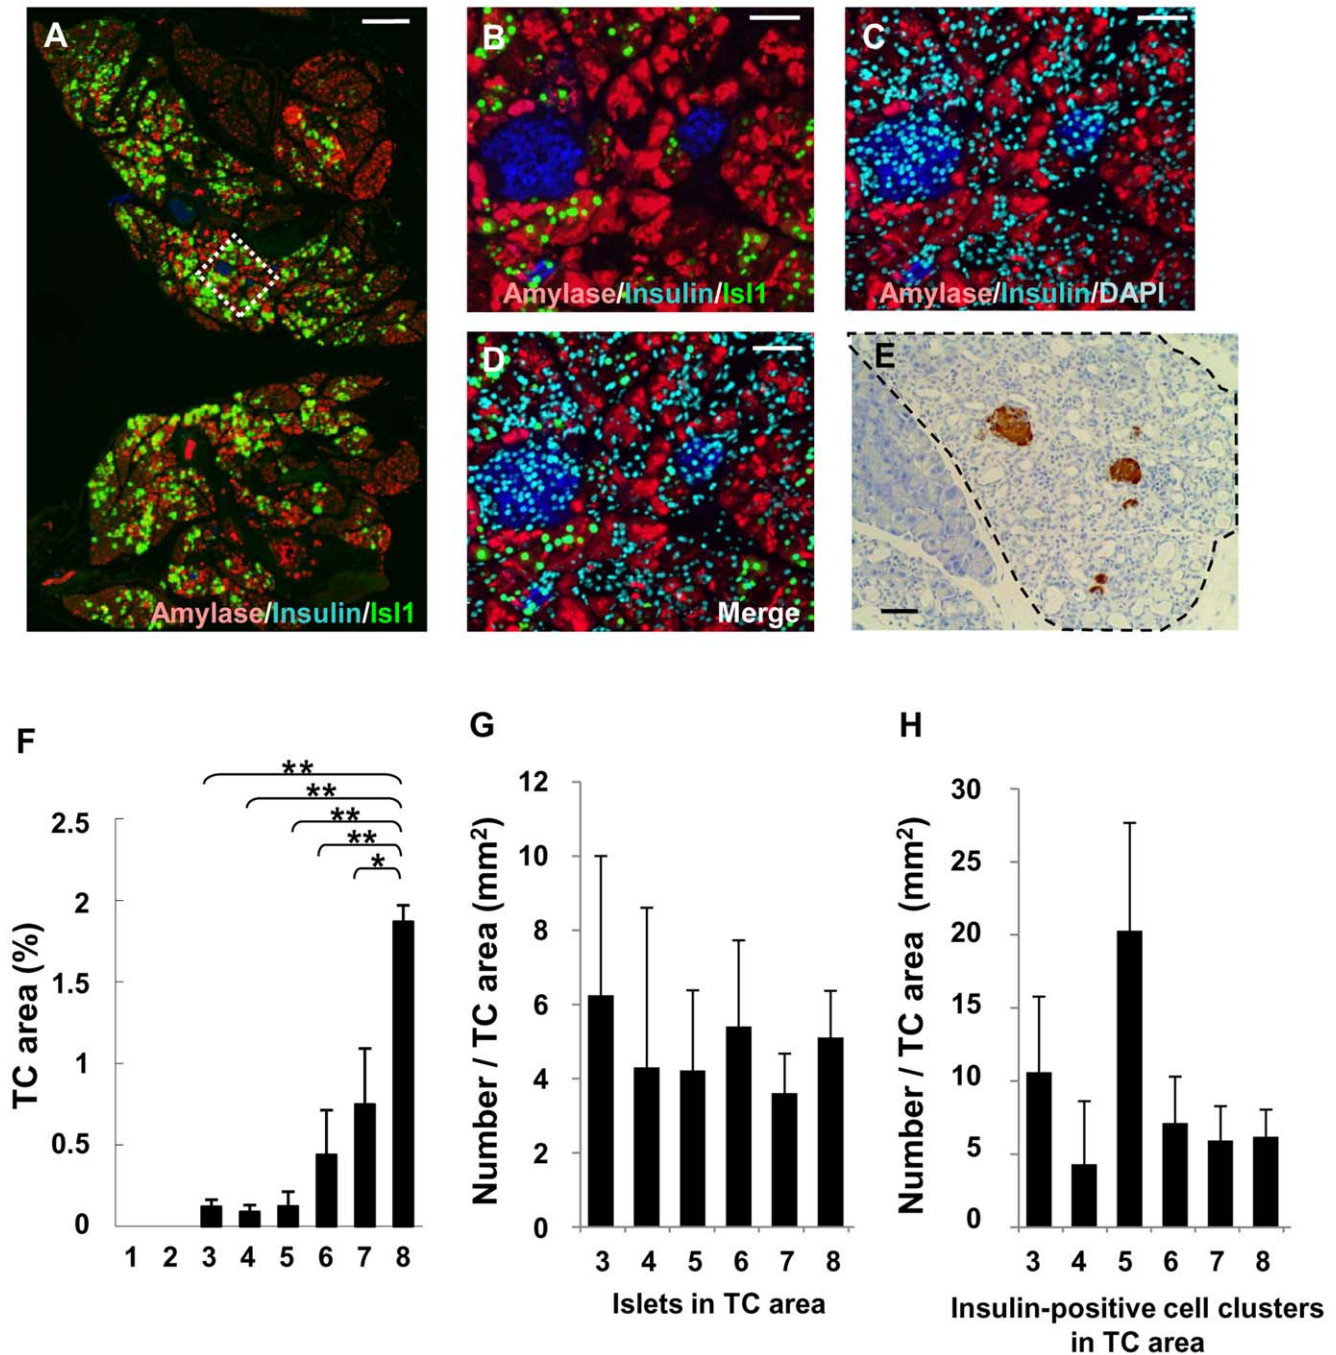 A
Amylase/Insulin/Isl1
B
Amylase/Insulin/Isl1
C
Amylase/Insulin/DAPI
D
Merge
E
F
**
**
**
**
*
TC area (%)
2.5
2
1.5
1
0.5
0
1 2 3 4 5 6 7 8
G
Number / TC area (mm²)
12
10
8
6
4
2
0
3 4 5 6 7 8
Islets in TC area
H
Number / TC area (mm²)
30
25
20
15
10
5
0
3 4 5 6 7 8
Insulin-positive cell clusters
in TC area